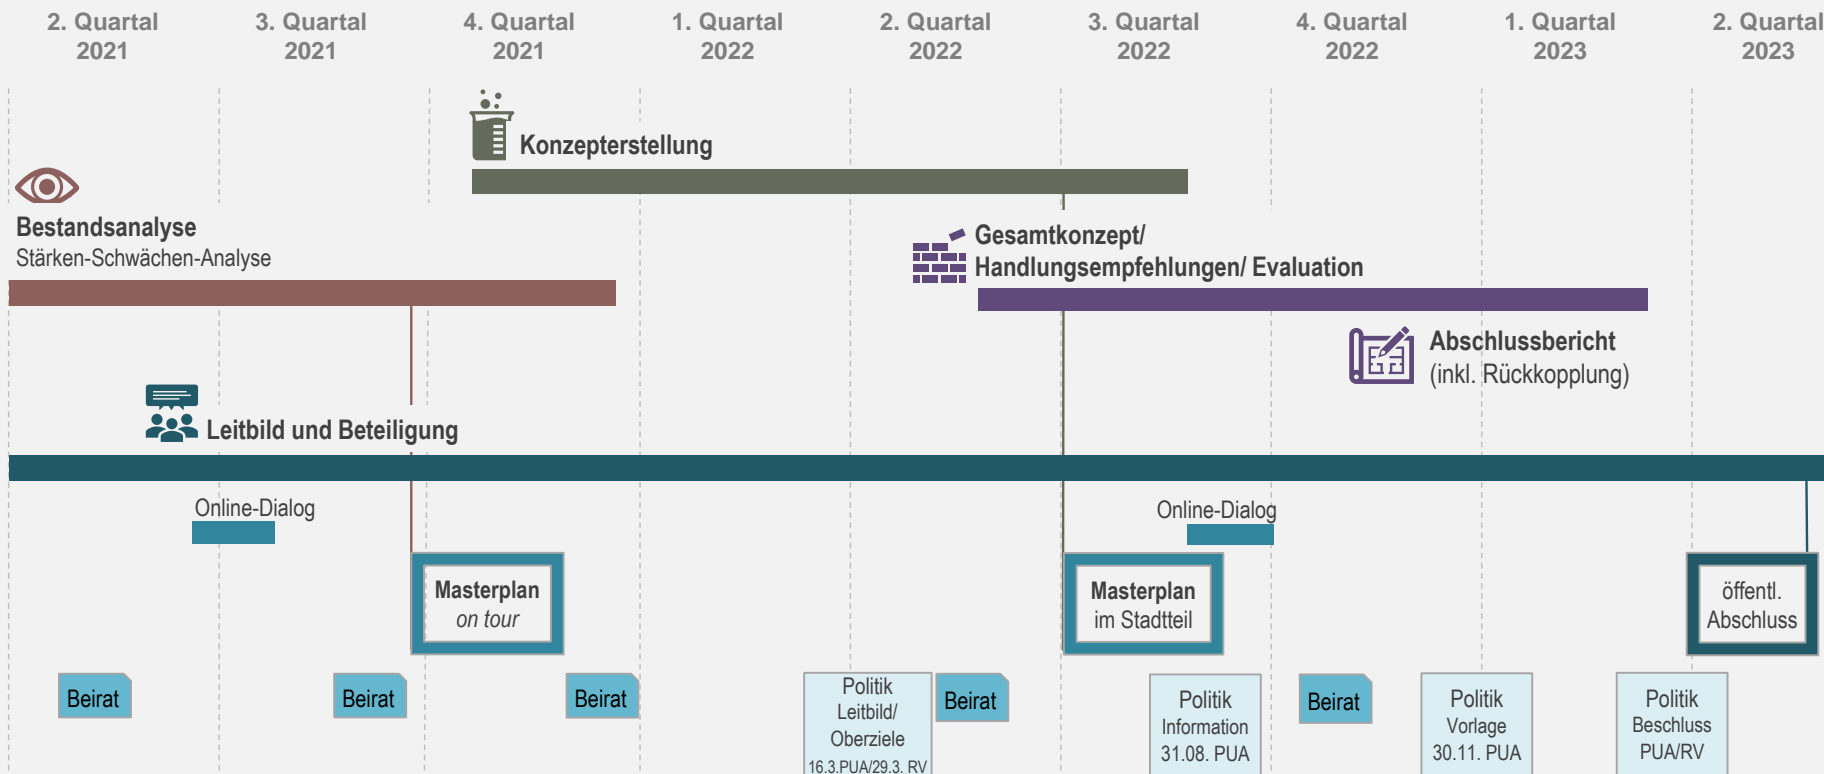 2. Quartal
2021
3. Quartal
2021
4. Quartal
2021
1. Quartal
2022
2. Quartal
2022
3. Quartal
2022
4. Quartal
2022
1. Quartal
2023
2. Quartal
2023
Konzepterstellung
Bestandsanalyse
Stärken-Schwächen-Analyse
Gesamtkonzept/
Handlungsempfehlungen/ Evaluation
Abschlussbericht
(inkl. Rückkopplung)
Leitbild und Beteiligung
Online-Dialog
Online-Dialog
Masterplan
on tour
Masterplan
im Stadtteil
öffentl.
Abschluss
Beirat
Beirat
Beirat
Politik
Leitbild/
Oberziele
16.3.PUA/29.3. RV
Beirat
Politik
Information
31.08. PUA
Beirat
Politik
Vorlage
30.11. PUA
Politik
Beschluss
PUA/RV